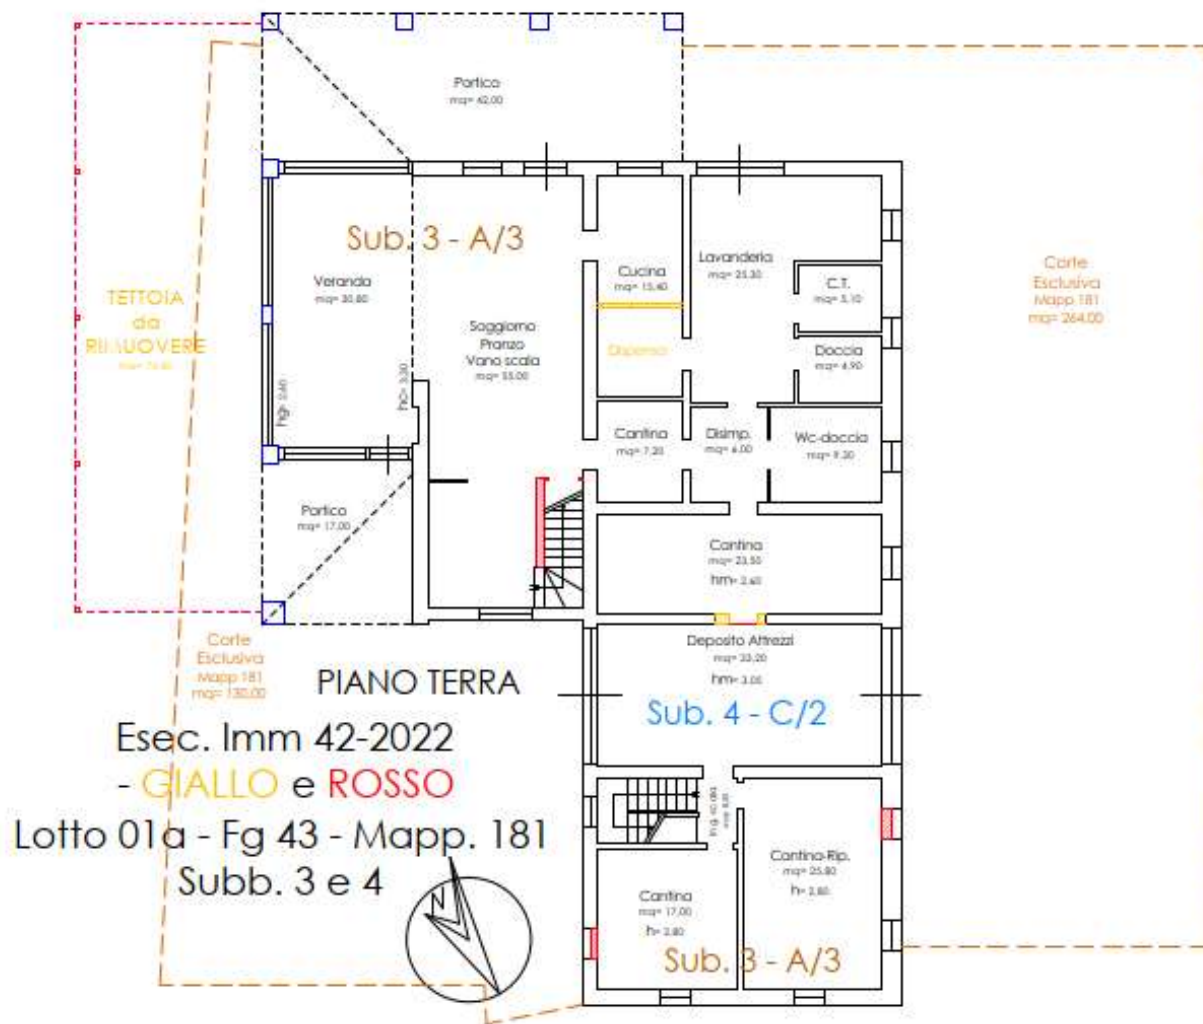 Portico
mq= 62,00
Sub. 3 - A/3
Veranda
mq= 30,80
Soggiorno
Pranzo
Vano scala
mq= 55,00
Cucina
mq= 15,40
Dispensa
Lavanderia
mq= 25,30
C.T.
mq= 5,10
Doccia
mq= 4,90
Corte
Esclusiva
Mapp 181
mq= 264,00
TETTOIA
da
RIMUOVERE
Cantina
mq= 7,20
Disimp.
mq= 6,00
Wc-doccia
mq= 9,20
Portico
mq= 17,00
Cantina
mq= 23,50
hm= 2,60
Deposito Attrezzi
mq= 33,20
hm= 3,05
Sub. 4 - C/2
Corte
Esclusiva
Mapp 181
mq= 130,00
PIANO TERRA
Esec. Imm 42-2022
- GIALLO e ROSSO
Lotto 01a - Fg 43 - Mapp. 181
Subb. 3 e 4
N
Cantina-Rip.
mq= 25,80
h= 2,80
Cantina
mq= 17,00
h= 2,80
Sub. 3 - A/3